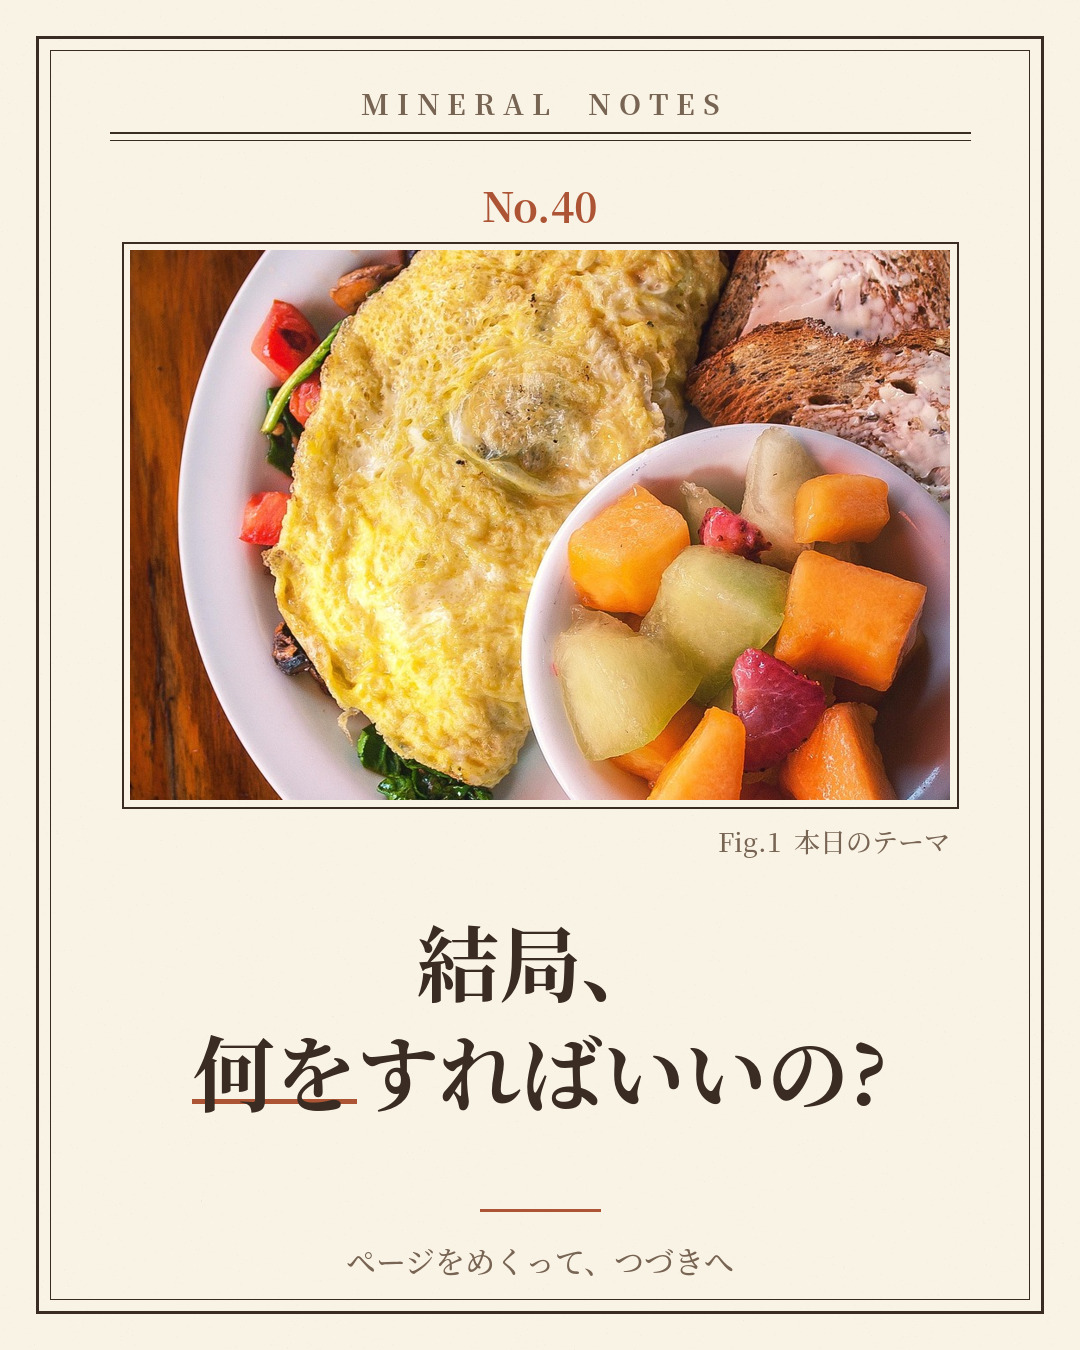 MINERAL NOTES
No.40
Fig.1 本日のテーマ
結局、
何をすればいいの?
ページをめくって、つづきへ